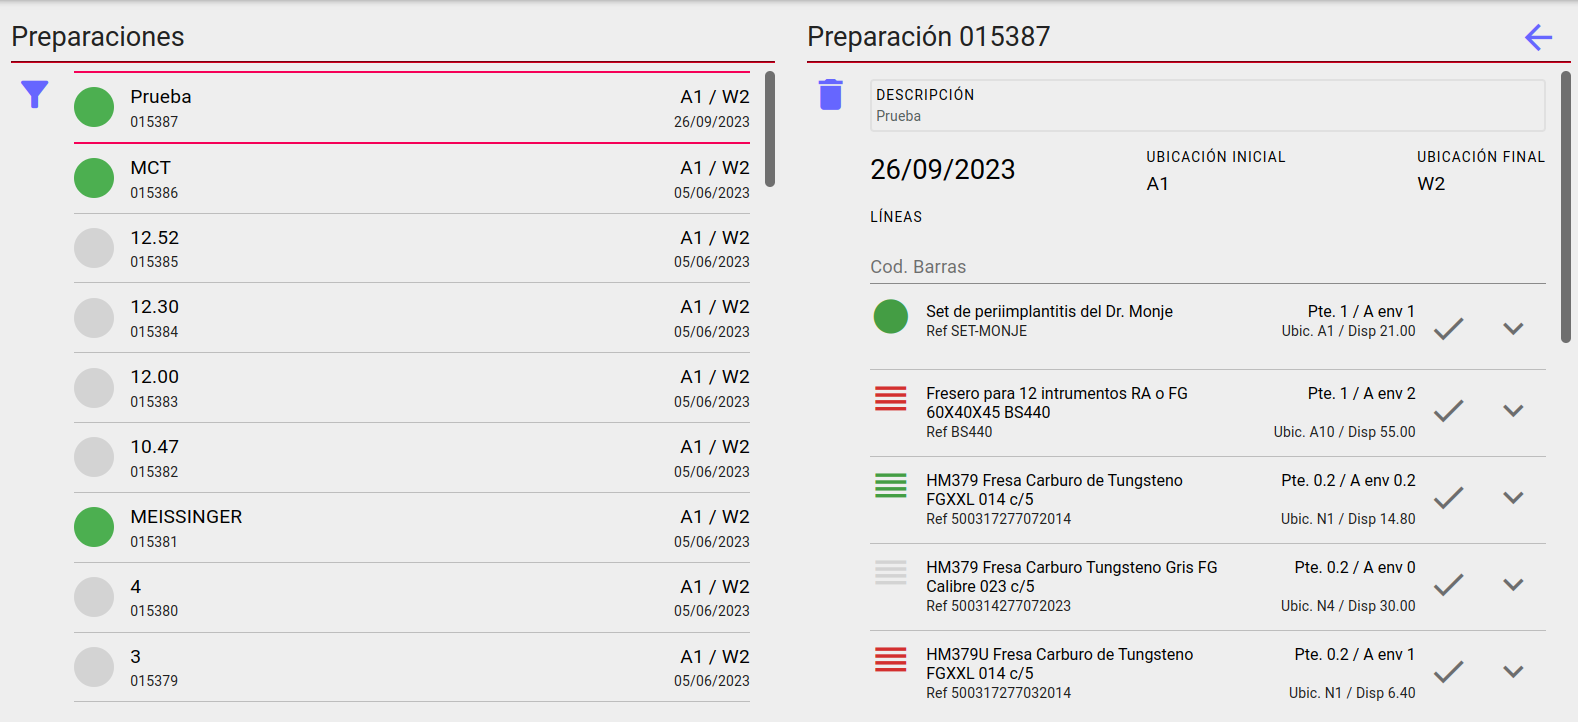 Preparaciones
Prueba A1 / W2
015387 26/09/2023
MCT A1 / W2
015386 05/06/2023
12.52 A1 / W2
015385 05/06/2023
12.30 A1 / W2
015384 05/06/2023
12.00 A1 / W2
015383 05/06/2023
10.47 A1 / W2
015382 05/06/2023
MEISSINGER A1 / W2
015381 05/06/2023
4 A1 / W2
015380 05/06/2023
3 A1 / W2
015379 05/06/2023
Preparación 015387
DESCRIPCIÓN
Prueba
26/09/2023
UBICACIÓN INICIAL
A1
UBICACIÓN FINAL
W2
LÍNEAS
Cod. Barras
Set de periimplantitis del Dr. Monje Pte. 1 / A env 1
Ref SET-MONJE Ubic. A1 / Disp 21.00
Fresero para 12 intrumentos RA o FG Pte. 1 / A env 2
60X40X45 BS440
Ref BS440 Ubic. A10 / Disp 55.00
HM379 Fresa Carburo de Tungsteno Pte. 0.2 / A env 0.2
FGXXL 014 c/5
Ref 500317277072014 Ubic. N1 / Disp 14.80
HM379 Fresa Carburo Tungsteno Gris FG Pte. 0.2 / A env 0
Calibre 023 c/5
Ref 500314277072023 Ubic. N4 / Disp 30.00
HM379U Fresa Carburo de Tungsteno Pte. 0.2 / A env 1
FGXXL 014 c/5
Ref 500317277032014 Ubic. N1 / Disp 6.40